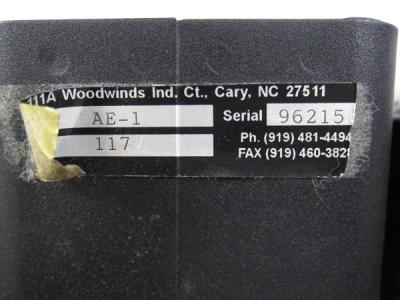 111A Woodwinds Ind. Ct., Cary, NC 27511
AE-1 Serial 96215
117 Ph. (919) 481-4494
FAX (919) 460-3828